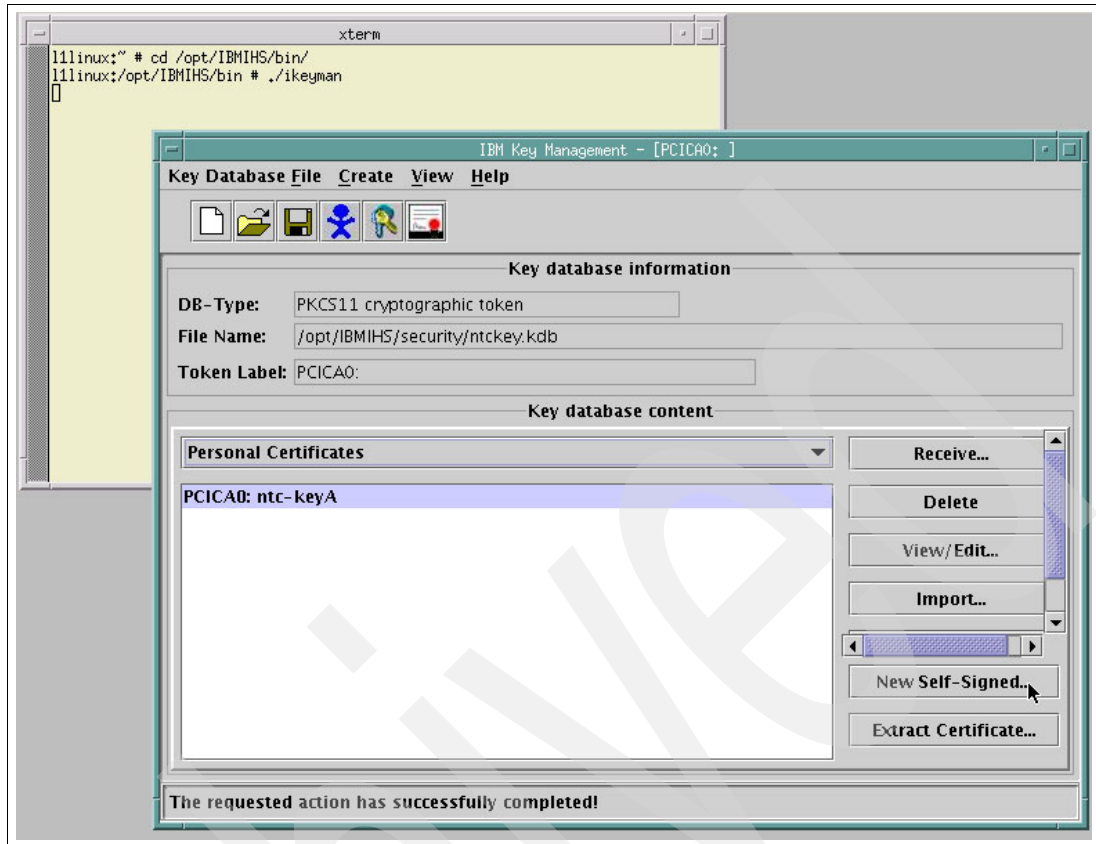 xterm
l1linux:~ # cd /opt/IBMIHS/bin/
l1linux:/opt/IBMIHS/bin # ./ikeyman
IBM Key Management - [PCICA0: ]
Key Database File Create View Help
Key database information
DB-Type: PKCS11 cryptographic token
File Name: /opt/IBMIHS/security/ntckey.kdb
Token Label: PCICA0:
Key database content
Personal Certificates
Receive...
PCICA0: ntc-keyA
Delete
View/Edit...
Import...
New Self-Signed...
Extract Certificate...
The requested action has successfully completed!